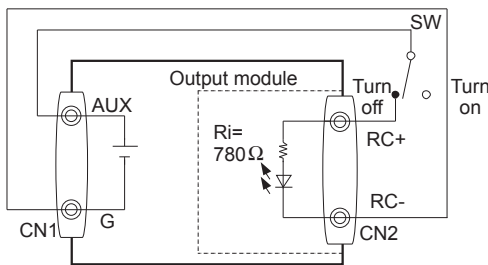 SW
AUX
Output module
Turn
off
Turn
on
Ri=
780Ω
RC+
RC-
CN1
G
CN2